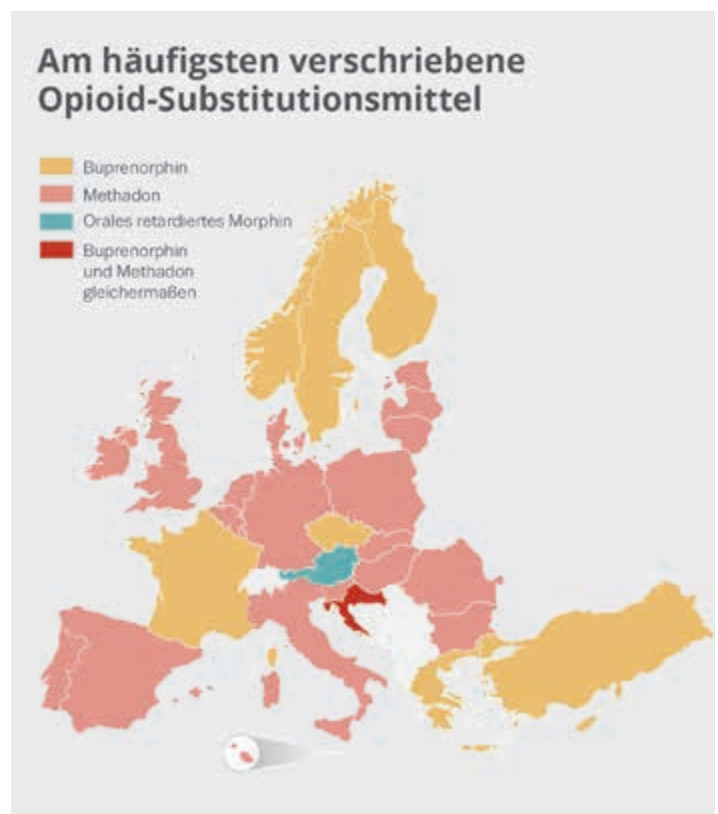 Am häufigsten verschriebene
Opioid-Substitutionsmittel
Buprenorphin
Methadon
Orales retardiertes Morphin
Buprenorphin
und Methadon
gleichermaßen